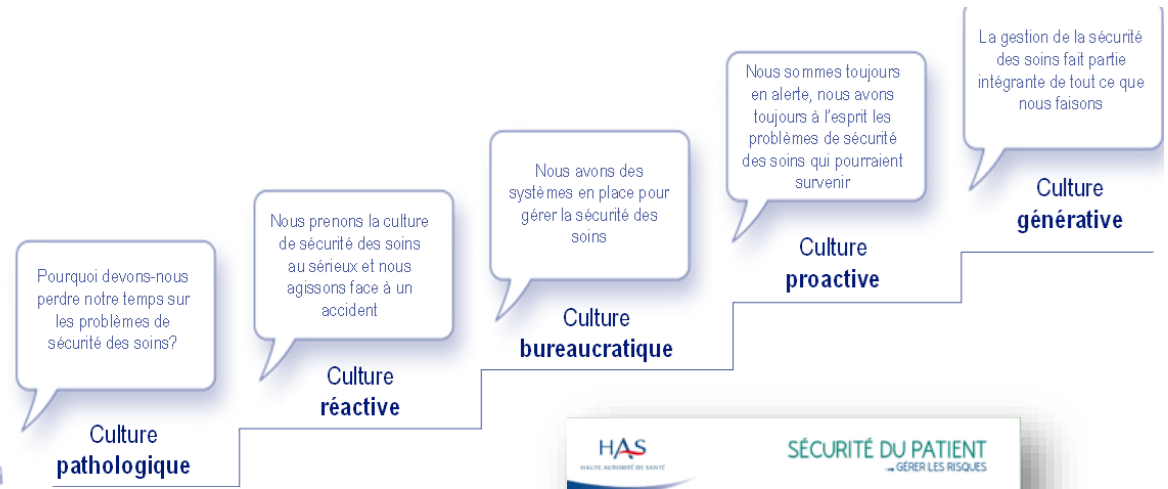 Pourquoi devons-nous
perdre notre temps sur
les problèmes de
sécurité des soins?
Culture
pathologique
Nous prenons la culture
de sécurité des soins
au sérieux et nous
agissons face à un
accident
Culture
réactive
Nous avons des
systèmes en place pour
gérer la sécurité des
soins
Culture
bureaucratique
Nous sommes toujours
en alerte, nous avons
toujours à l'esprit les
problèmes de sécurité
des soins qui pourraient
survenir
Culture
proactive
La gestion de la sécurité
des soins fait partie
intégrante de tout ce que
nous faisons
Culture
générative
HAS
HAUTE AUTORITÉ DE SANTÉ
SÉCURITÉ DU PATIENT
GÉRER LES RISQUES